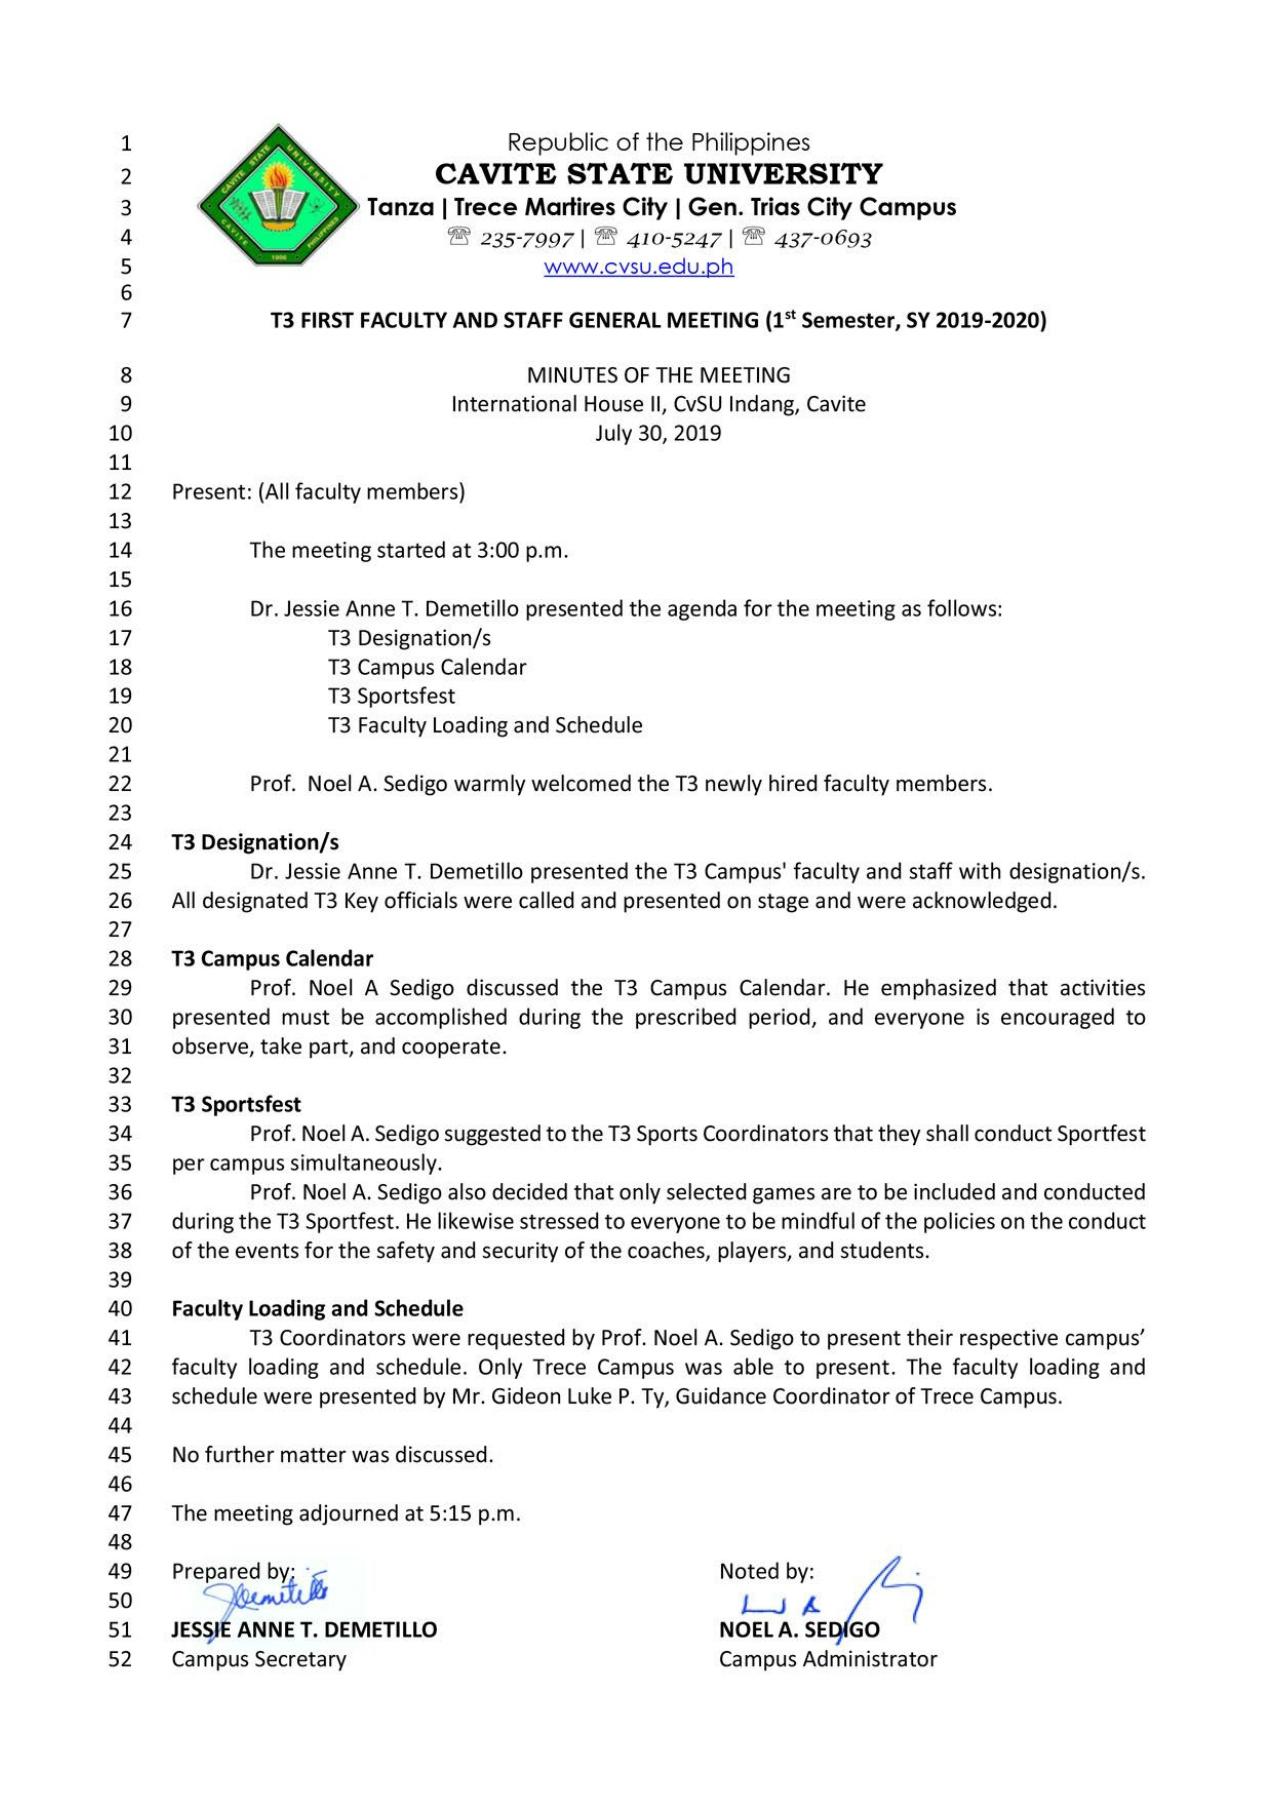 1 Republic of the Philippines
2 CAVITE STATE UNIVERSITY
3 Tanza | Trece Martires City | Gen. Trias City Campus
4 ☏ 235-7997 | ☏ 410-5247 | ☏ 437-0693
5 www.cvsu.edu.ph
CAVITE STATE UNIVERSITY
CAVITE PHILIPPINES
1906
6
7 T3 FIRST FACULTY AND STAFF GENERAL MEETING (1st Semester, SY 2019-2020)
8 MINUTES OF THE MEETING
9 International House II, CvSU Indang, Cavite
10 July 30, 2019
11
12 Present: (All faculty members)
13
14 The meeting started at 3:00 p.m.
15
16 Dr. Jessie Anne T. Demetillo presented the agenda for the meeting as follows:
17 T3 Designation/s
18 T3 Campus Calendar
19 T3 Sportsfest
20 T3 Faculty Loading and Schedule
21
22 Prof. Noel A. Sedigo warmly welcomed the T3 newly hired faculty members.
23
24 T3 Designation/s
25 Dr. Jessie Anne T. Demetillo presented the T3 Campus' faculty and staff with designation/s.
26 All designated T3 Key officials were called and presented on stage and were acknowledged.
27
28 T3 Campus Calendar
29 Prof. Noel A Sedigo discussed the T3 Campus Calendar. He emphasized that activities
30 presented must be accomplished during the prescribed period, and everyone is encouraged to
31 observe, take part, and cooperate.
32
33 T3 Sportsfest
34 Prof. Noel A. Sedigo suggested to the T3 Sports Coordinators that they shall conduct Sportfest
35 per campus simultaneously.
36 Prof. Noel A. Sedigo also decided that only selected games are to be included and conducted
37 during the T3 Sportfest. He likewise stressed to everyone to be mindful of the policies on the conduct
38 of the events for the safety and security of the coaches, players, and students.
39
40 Faculty Loading and Schedule
41 T3 Coordinators were requested by Prof. Noel A. Sedigo to present their respective campus’
42 faculty loading and schedule. Only Trece Campus was able to present. The faculty loading and
43 schedule were presented by Mr. Gideon Luke P. Ty, Guidance Coordinator of Trece Campus.
44
45 No further matter was discussed.
46
47 The meeting adjourned at 5:15 p.m.
48
49 Prepared by: Noted by:
50
51 JESSIE ANNE T. DEMETILLO NOEL A. SEDIGO
52 Campus Secretary Campus Administrator